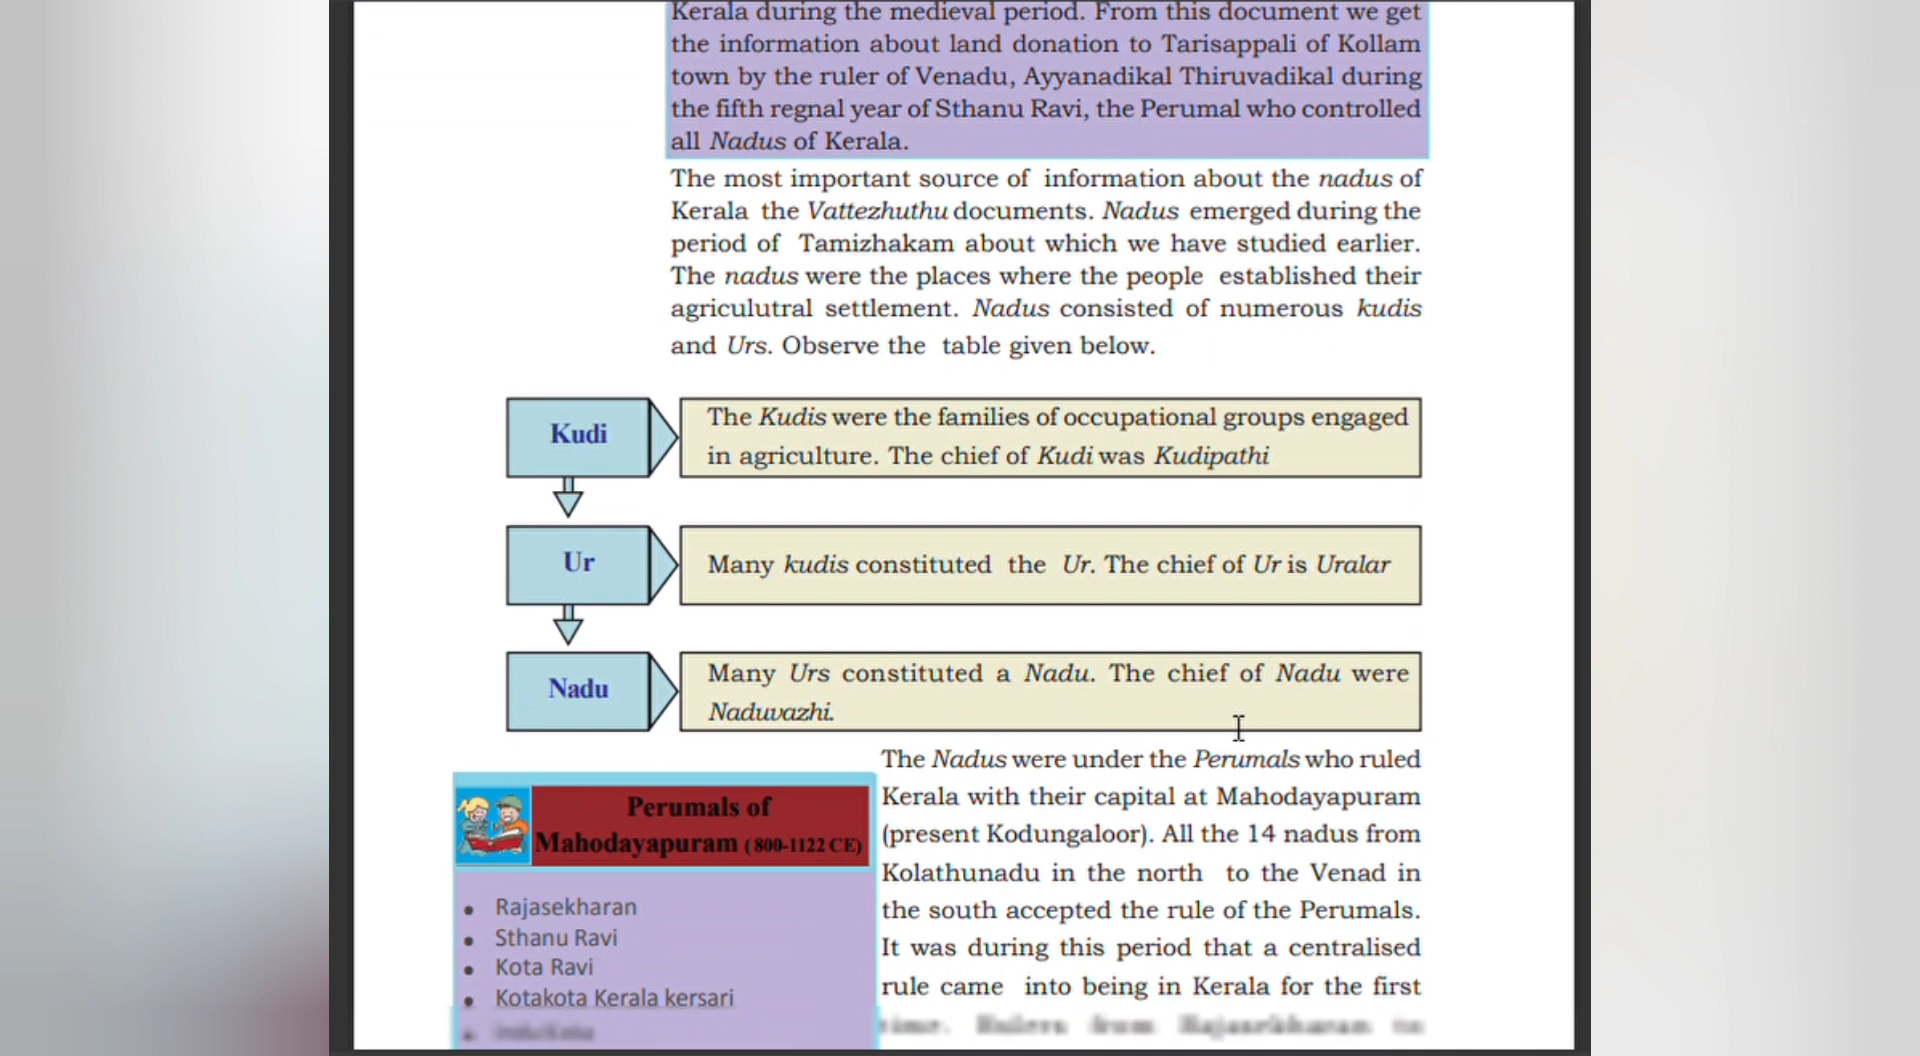 Kerala during the medieval period. From this document we get
the information about land donation to Tarisappali of Kollam
town by the ruler of Venadu, Ayyanadikal Thiruvadikal during
the fifth regnal year of Sthanu Ravi, the Perumal who controlled
all Nadus of Kerala.
The most important source of information about the nadus of
Kerala the Vattezhuthu documents. Nadus emerged during the
period of Tamizhakam about which we have studied earlier.
The nadus were the places where the people established their
agriculutral settlement. Nadus consisted of numerous kudis
and Urs. Observe the table given below.
Kudi
The Kudis were the families of occupational groups engaged
in agriculture. The chief of Kudi was Kudipathi
Ur
Many kudis constituted the Ur. The chief of Ur is Uralar
Nadu
Many Urs constituted a Nadu. The chief of Nadu were
Naduvazhi.
Perumals of
Mahodayapuram (800-1122 CE)
• Rajasekharan
• Sthanu Ravi
• Kota Ravi
• Kotakota Kerala kersari
The Nadus were under the Perumals who ruled
Kerala with their capital at Mahodayapuram
(present Kodungaloor). All the 14 nadus from
Kolathunadu in the north to the Venad in
the south accepted the rule of the Perumals.
It was during this period that a centralised
rule came into being in Kerala for the first
time. Rulers from Rajasekharam to